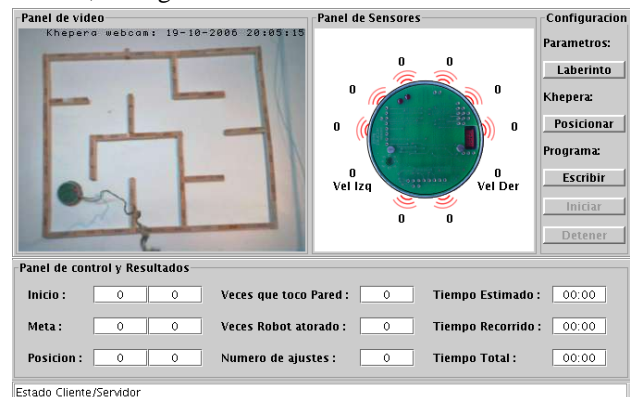 Panel de video
Khepera webcam: 19-10-2006 20:05:15
Panel de Sensores
0 0
0 0
0 0
0 0
Vel Izq Vel Der
0 0
Configuracion
Parametros:
Laberinto
Khepera:
Posicionar
Programa:
Escribir
Iniciar
Detener
Panel de control y Resultados
Inicio : 0 0 Veces que toco Pared : 0 Tiempo Estimado : 00:00
Meta : 0 0 Veces Robot atorado : 0 Tiempo Recorrido : 00:00
Posicion : 0 0 Numero de ajustes : 0 Tiempo Total : 00:00
Estado Cliente/Servidor